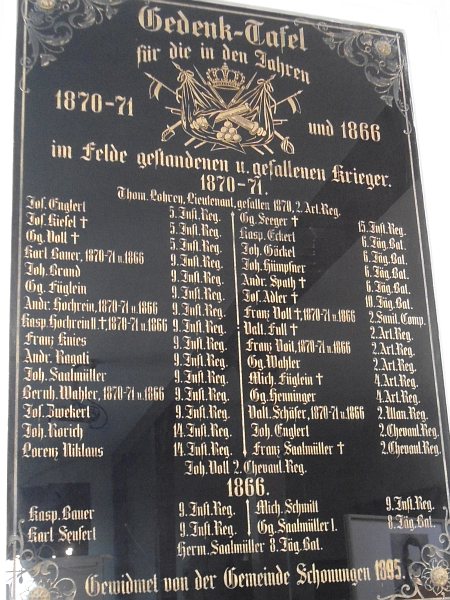 Gedenk-Tafel
für die in den Jahren
1870-71
und 1866
im Felde gestandenen u. gefallenen Krieger.
1870-71.
Thom. Lohren, Lieutenant, gefallen 1870, 2. Art. Reg.
Jos. Englert 5. Inft. Reg.
Jos. Kiesel † 5. Inft. Reg.
Gg. Voll † 5. Inft. Reg.
Karl Bauer, 1870-71 u. 1866 9. Inft. Reg.
Joh. Brand 9. Inft. Reg.
Gg. Füglein 9. Inft. Reg.
Andr. Hochrein, 1870-71 u. 1866 9. Inft. Reg.
Kasp. Hochrein II †, 1870-71 u. 1866 9. Inft. Reg.
Franz Knies 9. Inft. Reg.
Andr. Ragati 9. Inft. Reg.
Joh. Saalmüller 9. Inft. Reg.
Bernh. Wahler, 1870-71 u. 1866 9. Inft. Reg.
Jos. Zweckerl 9. Inft. Reg.
Joh. Rorich 14. Inft. Reg.
Lorenz Niklaus 14. Inft. Reg.
Gg. Seeger † 15. Inft. Reg.
Kasp. Eckert 6. Jäg. Bat.
Joh. Göckel 6. Jäg. Bat.
Joh. Hümpfner 6. Jäg. Bat.
Andr. Spath † 6. Jäg. Bat.
Jos. Adler † 10. Jäg. Bat.
Franz Voll †, 1870-71 u. 1866 2. Sanit. Comp.
Valt. Full † 2. Art. Reg.
Franz Voit, 1870-71 u. 1866 2. Art. Reg.
Gg. Wahler 2. Art. Reg.
Mich. Füglein † 4. Art. Reg.
Gg. Henninger 4. Art. Reg.
Valt. Schäfer, 1870-71 u. 1866 2. Ulan. Reg.
Joh. Englert 2. Chevaul. Reg.
Franz Saalmüller † 2. Chevaul. Reg.
Joh. Voll 2. Chevaul. Reg.
1866.
Kasp. Bauer 9. Inft. Reg.
Karl Seufert 9. Inft. Reg.
Mich. Schmitt 9. Inft. Reg.
Gg. Saalmüller I. 8. Jäg. Bat.
Herm. Saalmüller 8. Jäg. Bat.
Gewidmet von der Gemeinde Schonungen 1895.